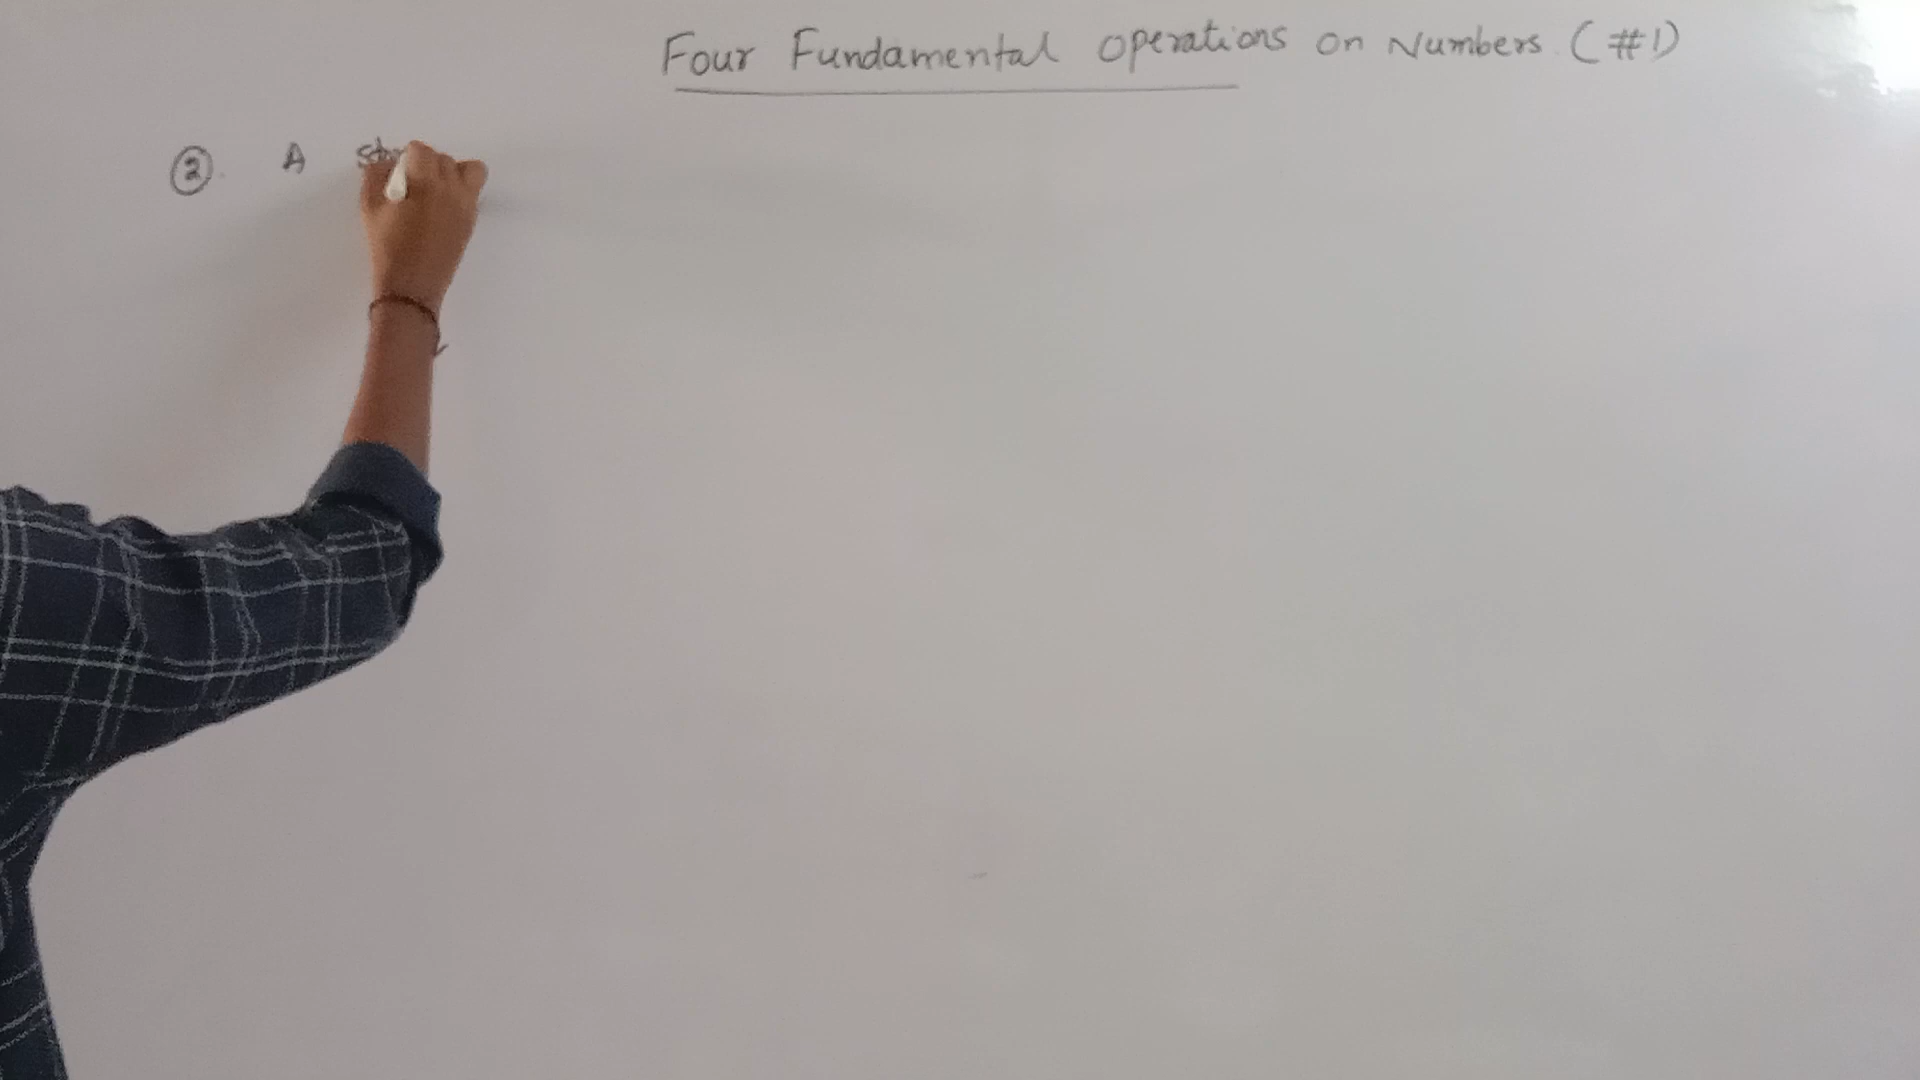 Four Fundamental Operations on Numbers (#1)
②. A